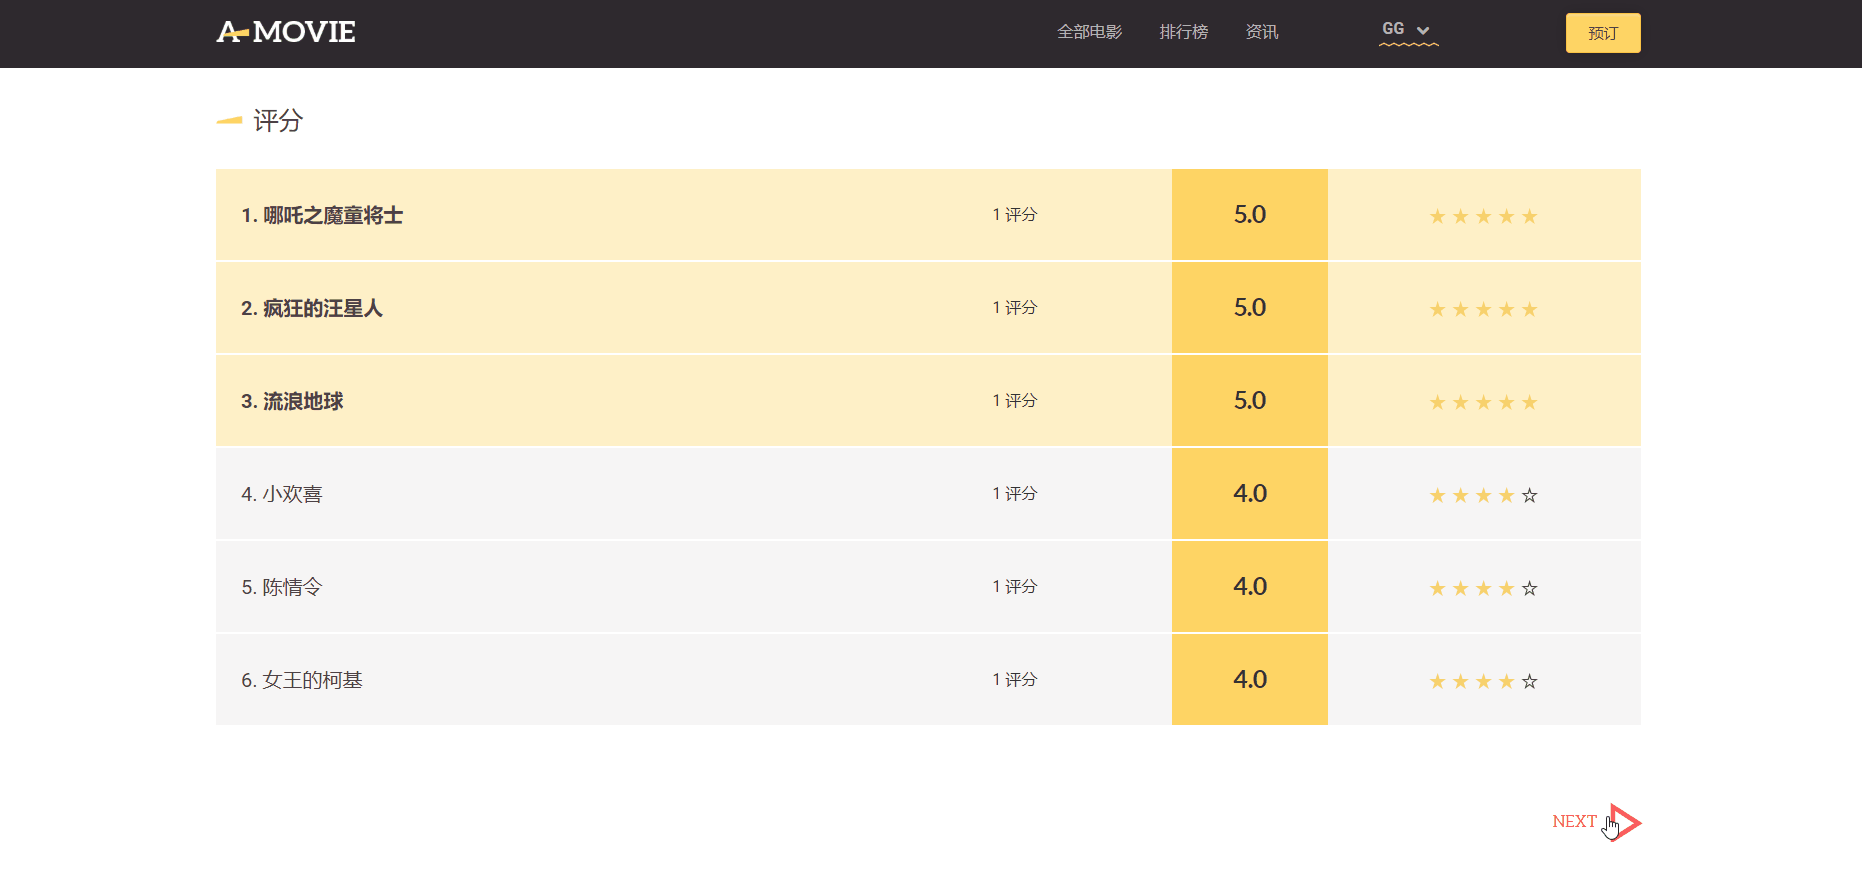 A-MOVIE 全部电影 排行榜 资讯 GG 预订
评分
1. 哪吒之魔童将士 1 评分 5.0
2. 疯狂的汪星人 1 评分 5.0
3. 流浪地球 1 评分 5.0
4. 小欢喜 1 评分 4.0
5. 陈情令 1 评分 4.0
6. 女王的柯基 1 评分 4.0
NEXT